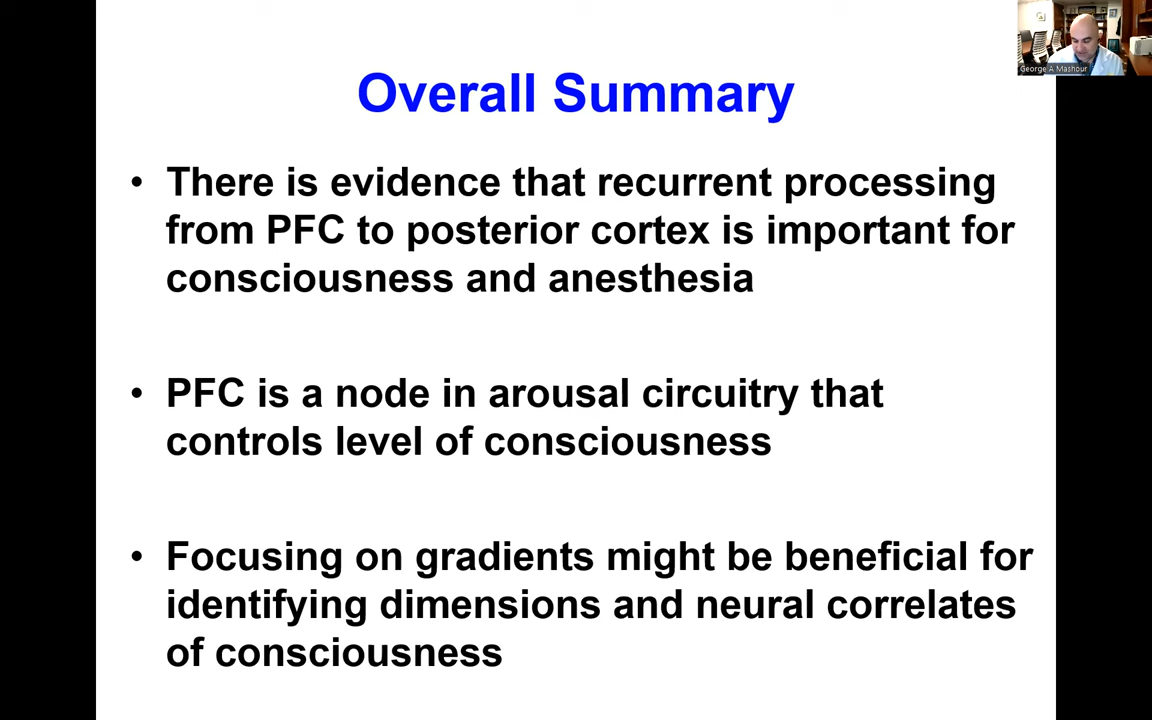 George A Mashour
Overall Summary
• There is evidence that recurrent processing
from PFC to posterior cortex is important for
consciousness and anesthesia
• PFC is a node in arousal circuitry that
controls level of consciousness
• Focusing on gradients might be beneficial for
identifying dimensions and neural correlates
of consciousness